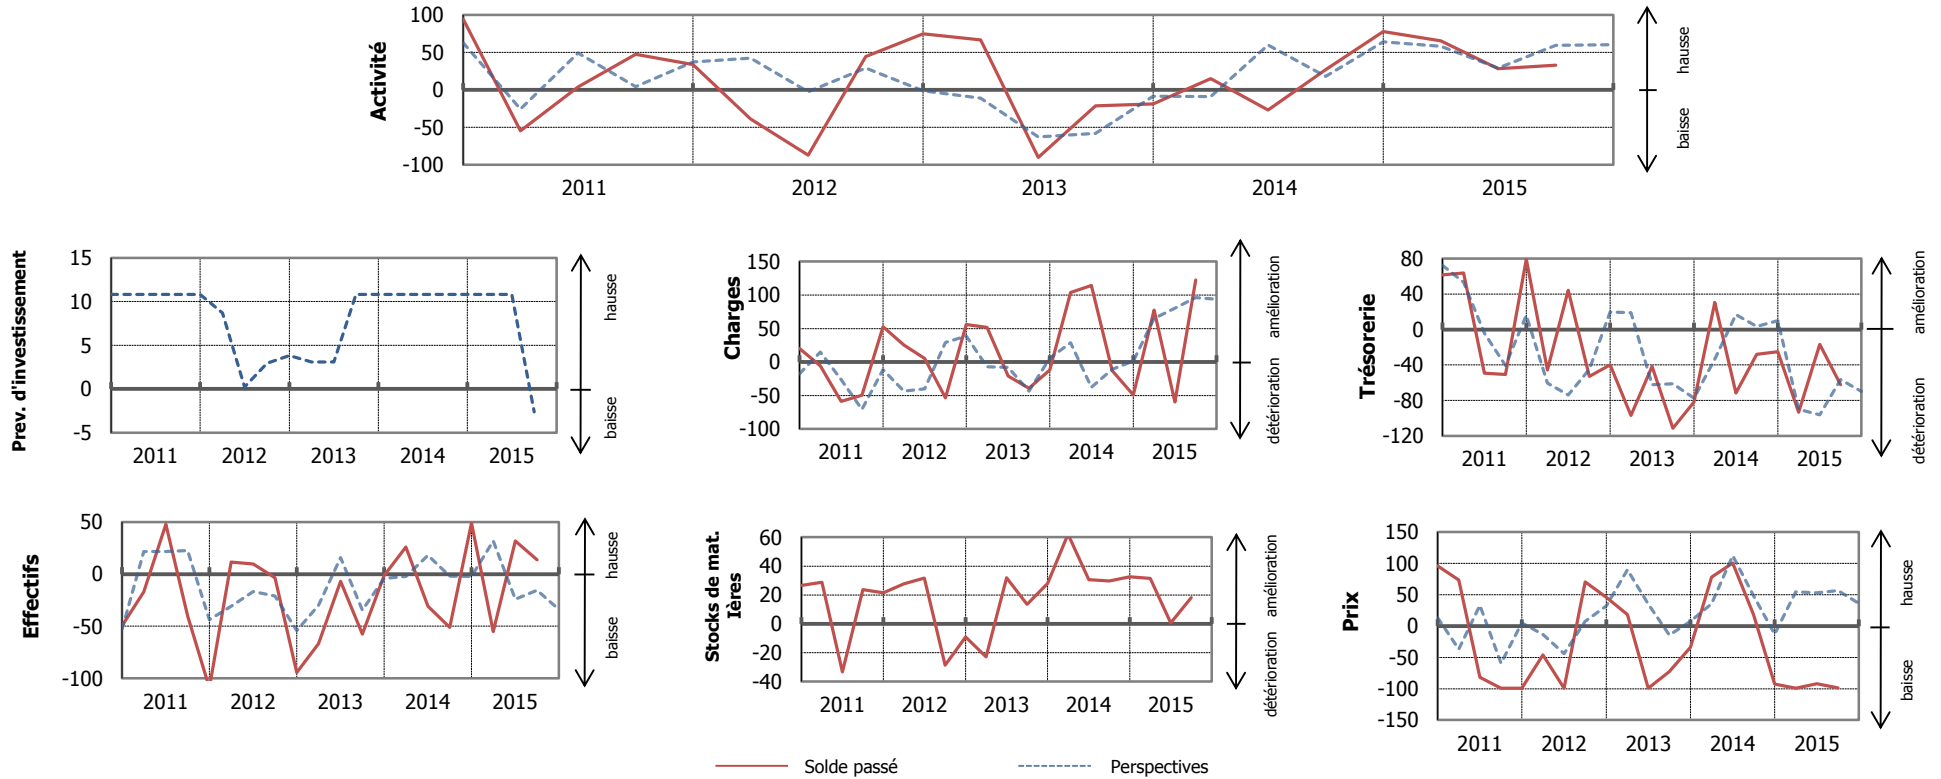 Activité
100
50
0
-50
-100
2011 2012 2013 2014 2015
hausse
baisse
Prev. d'investissement
15
10
5
0
-5
2011 2012 2013 2014 2015
hausse
baisse
Charges
150
100
50
0
-50
-100
2011 2012 2013 2014 2015
amélioration
détérioration
Trésorerie
80
40
0
-40
-80
-120
2011 2012 2013 2014 2015
amélioration
détérioration
Effectifs
50
0
-50
-100
2011 2012 2013 2014 2015
hausse
baisse
Stocks de mat.
Ières
60
40
20
0
-20
-40
2011 2012 2013 2014 2015
amélioration
détérioration
Prix
150
100
50
0
-50
-100
-150
2011 2012 2013 2014 2015
hausse
baisse
Solde passé Perspectives